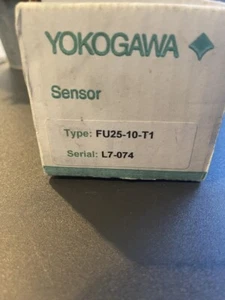 YOKOGAWA
Sensor
Type: FU25-10-T1
Serial: L7-074